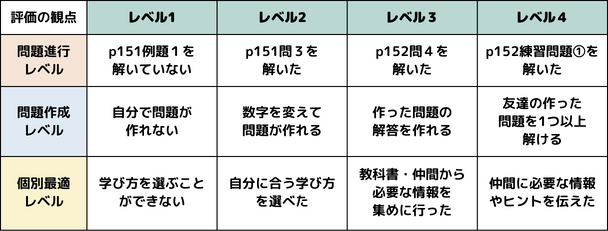 評価の観点 レベル1 レベル2 レベル３ レベル４
問題進行
レベル
p151例題１を
解いていない
p151問３を
解いた
p152問４を
解いた
p152練習問題①を
解いた
問題作成
レベル
自分で問題が
作れない
数字を変えて
問題が作れる
作った問題の
解答を作れる
友達の作った
問題を1つ以上
解ける
個別最適
レベル
学び方を選ぶこと
ができない
自分に合う学び方
を選べた
教科書・仲間から
必要な情報を
集めに行った
仲間に必要な情報
やヒントを伝えた